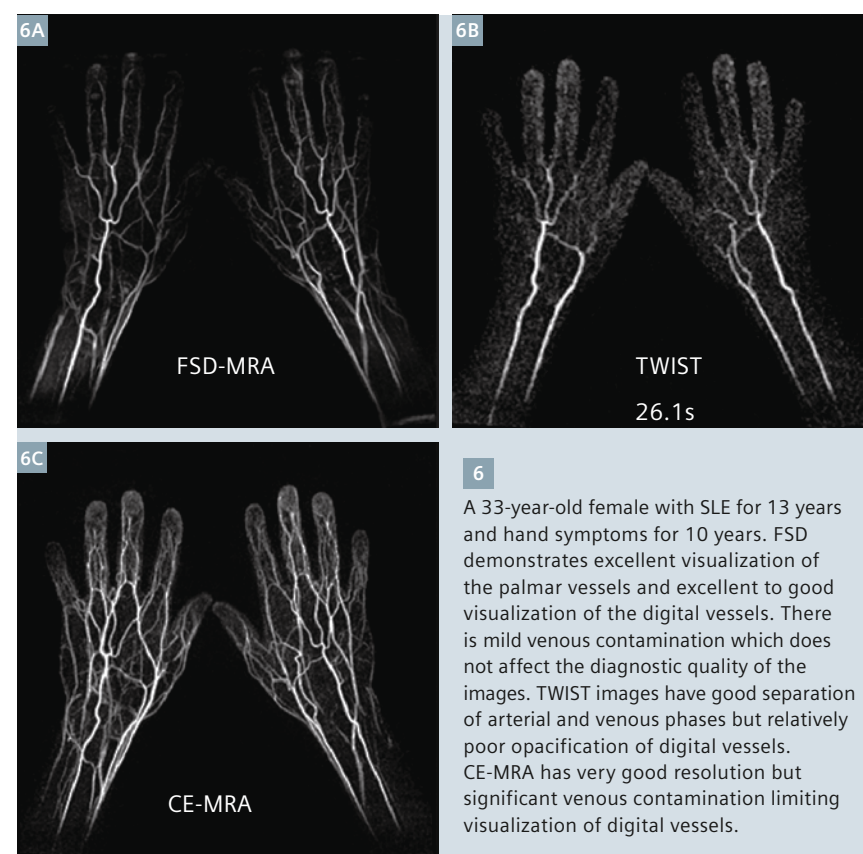 6A
FSD-MRA
6B
TWIST
26.1s
6C
CE-MRA
6
A 33-year-old female with SLE for 13 years
and hand symptoms for 10 years. FSD
demonstrates excellent visualization of
the palmar vessels and excellent to good
visualization of the digital vessels. There
is mild venous contamination which does
not affect the diagnostic quality of the
images. TWIST images have good separation
of arterial and venous phases but relatively
poor opacification of digital vessels.
CE-MRA has very good resolution but
significant venous contamination limiting
visualization of digital vessels.